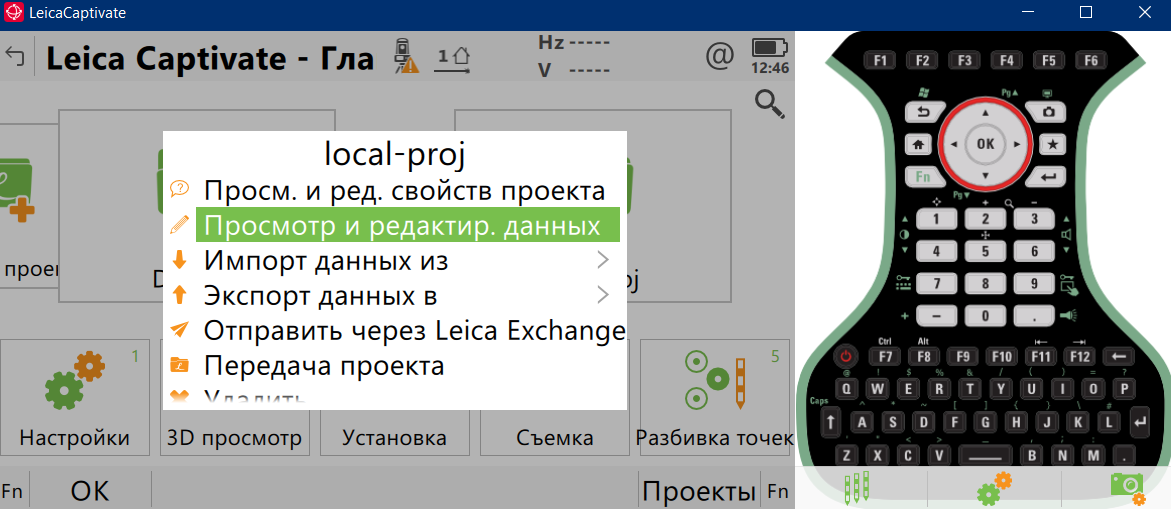 LeicaCaptivate
Leica Captivate - Гла
1
Hz -----
V -----
@
12:46
local-proj
Просм. и ред. свойств проекта
Просмотр и редактир. данных
Импорт данных из
Экспорт данных в
Отправить через Leica Exchange
Передача проекта
Удалить
проек
D
oj
1
5
Настройки
3D просмотр
Установка
Съемка
Разбивка точек
Fn
OK
Проекты
Fn
F1 F2 F3 F4 F5 F6
Pg▲
OK
Fn
Pg▼
1 2 3
4 5 6
7 8 9
+ - 0 .
Ctrl Alt
F7 F8 F9 F10 F11 F12
@ ! $ % & / ( ) = ?
Q W E R T Y U I O P
Caps
A S D F G H J K L
Z X C V B N M .